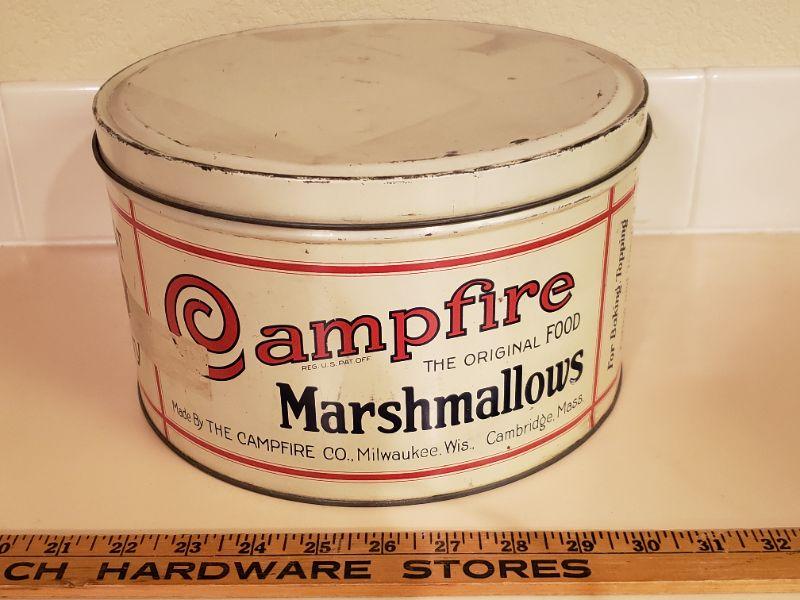 Campfire
REG. U.S. PAT. OFF.
THE ORIGINAL FOOD
Marshmallows
Made By THE CAMPFIRE CO., Milwaukee. Wis., Cambridge, Mass.
For Baking, Topping
21 22 23 24 25 26 27 28 29 30 31 32
CH HARDWARE STORES